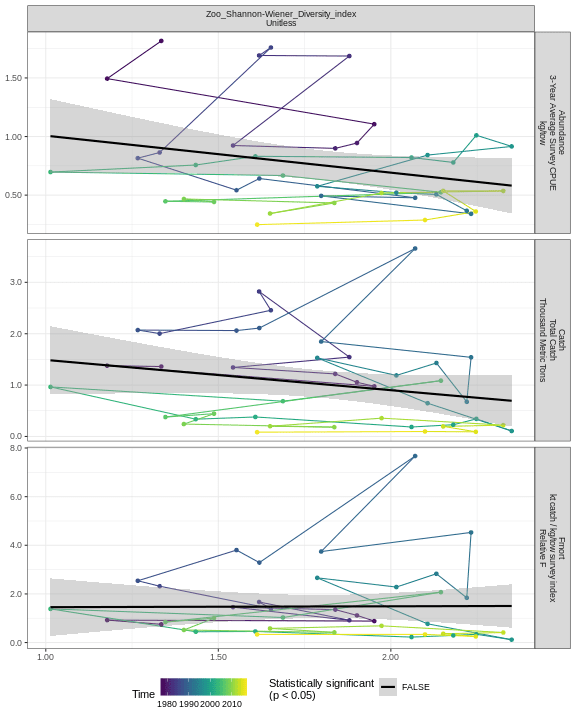 Zoo_Shannon-Wiener_Diversity_index
Unitless
1.50
1.00
0.50
Abundance
3-Year Average Survey CPUE
kg/tow
3.0
2.0
1.0
0.0
Catch
Total Catch
Thousand Metric Tons
8.0
6.0
4.0
2.0
0.0
Fmort
kt catch / kg/tow survey index
Relative F
1.00 1.50 2.00
Time
1980 1990 2000 2010
Statistically significant
(p < 0.05)
FALSE